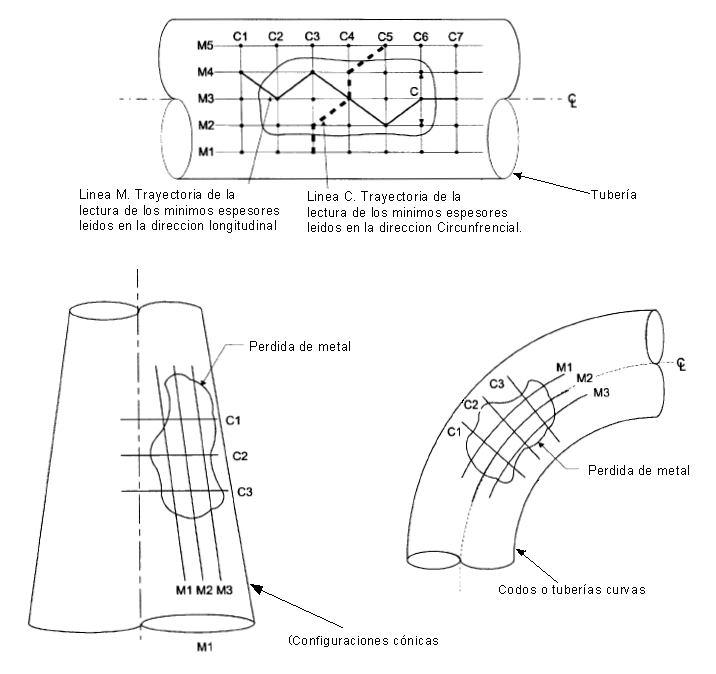 C1 C2 C3 C4 C5 C6 C7
M5
M4
M3
C
M2
M1
℄
Linea M. Trayectoria de la
lectura de los minimos espesores
leidos en la direccion longitudinal
Linea C. Trayectoria de la
lectura de los minimos espesores
leidos en la direccion Circunfrencial.
Tubería
Perdida de metal
C1
C2
C3
M1 M2 M3
(Configuraciones cónicas
M1
M1
M2
M3
C3
C2
C1
℄
Perdida de metal
Codos o tuberías curvas